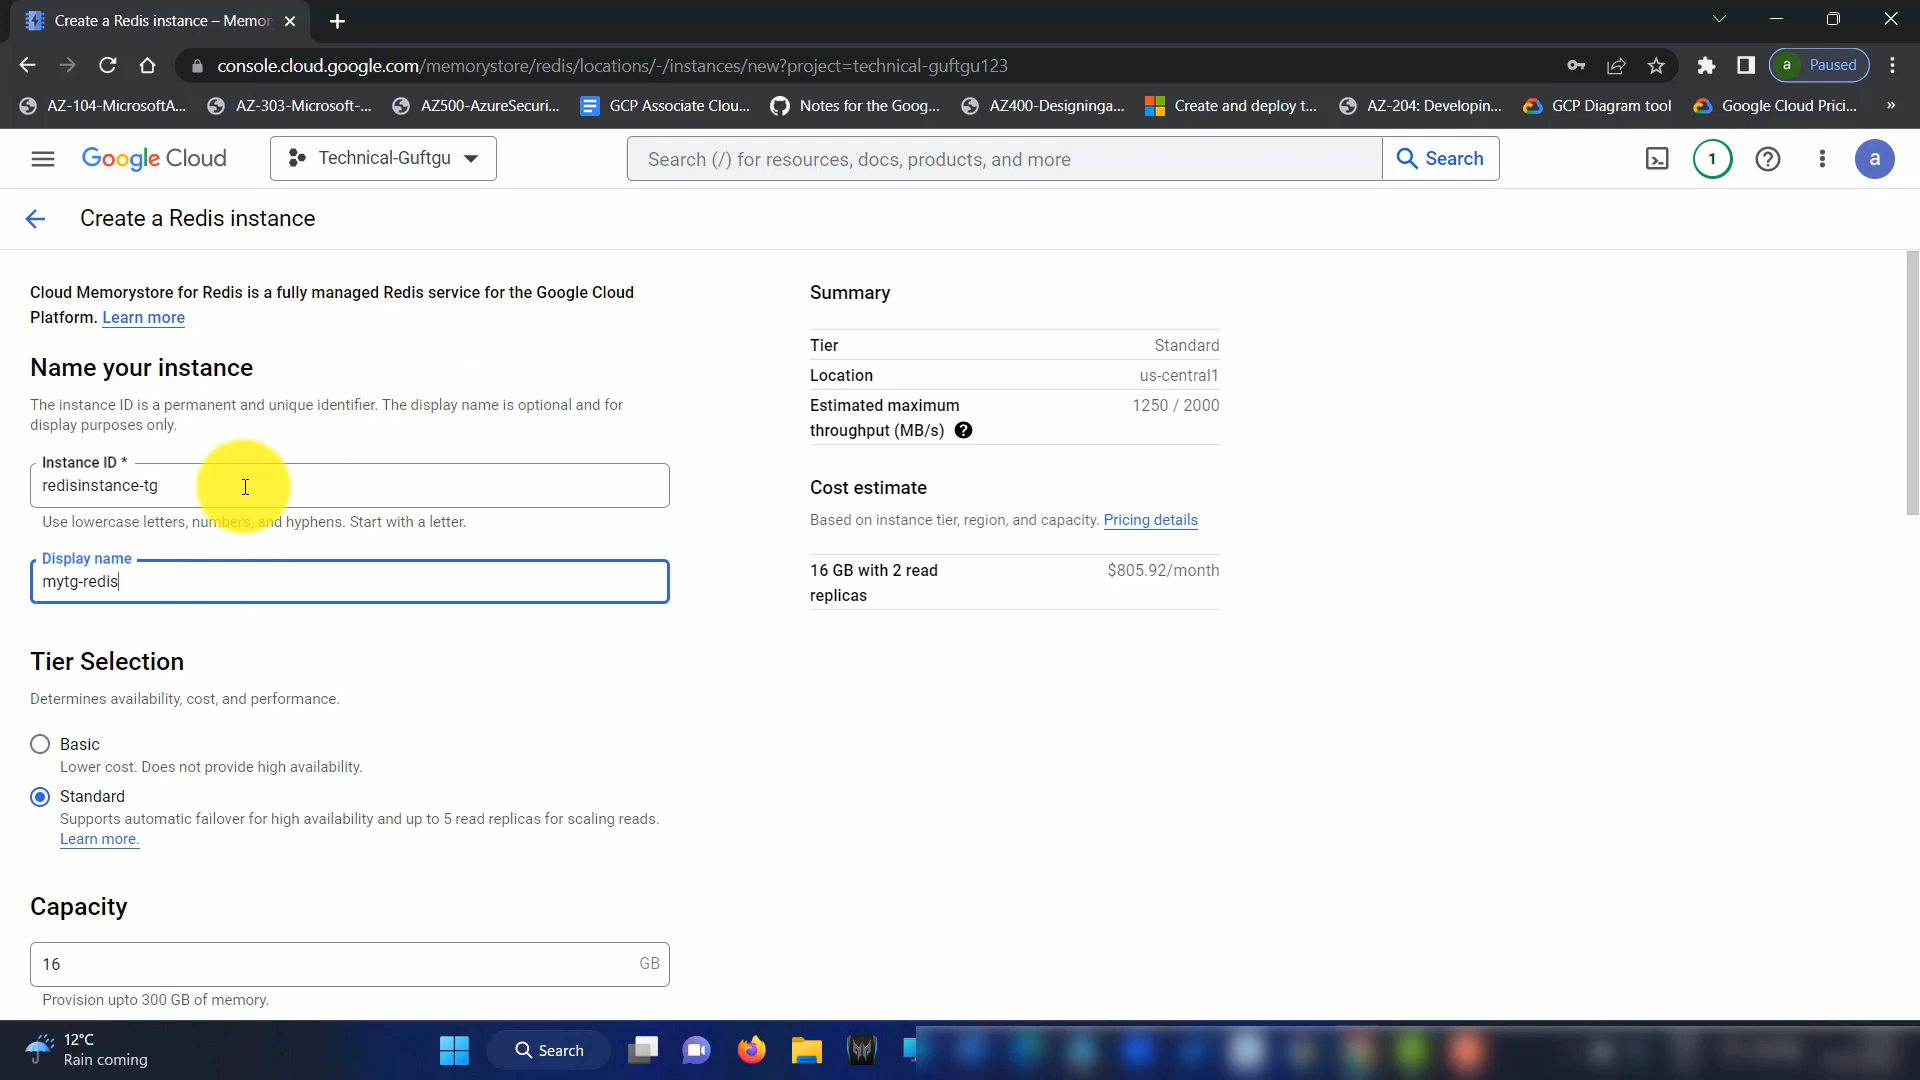 Create a Redis instance – Memor
console.cloud.google.com/memorystore/redis/locations/-/instances/new?project=technical-guftgu123
a Paused
AZ-104-MicrosoftA...
AZ-303-Microsoft-...
AZ500-AzureSecuri...
GCP Associate Clou...
Notes for the Goog...
AZ400-Designinga...
Create and deploy t...
AZ-204: Developin...
GCP Diagram tool
Google Cloud Prici...
»
Google Cloud
Technical-Guftgu
Search (/) for resources, docs, products, and more
Search
1
a
Create a Redis instance
Cloud Memorystore for Redis is a fully managed Redis service for the Google Cloud
Platform. Learn more
Name your instance
The instance ID is a permanent and unique identifier. The display name is optional and for
display purposes only.
Instance ID *
redisinstance-tg
Use lowercase letters, numbers, and hyphens. Start with a letter.
Display name
mytg-redis
Tier Selection
Determines availability, cost, and performance.
Basic
Lower cost. Does not provide high availability.
Standard
Supports automatic failover for high availability and up to 5 read replicas for scaling reads.
Learn more.
Capacity
16 GB
Provision upto 300 GB of memory.
Summary
Tier Standard
Location us-central1
Estimated maximum 1250 / 2000
throughput (MB/s)
Cost estimate
Based on instance tier, region, and capacity. Pricing details
16 GB with 2 read $805.92/month
replicas
12°C
Rain coming
Search